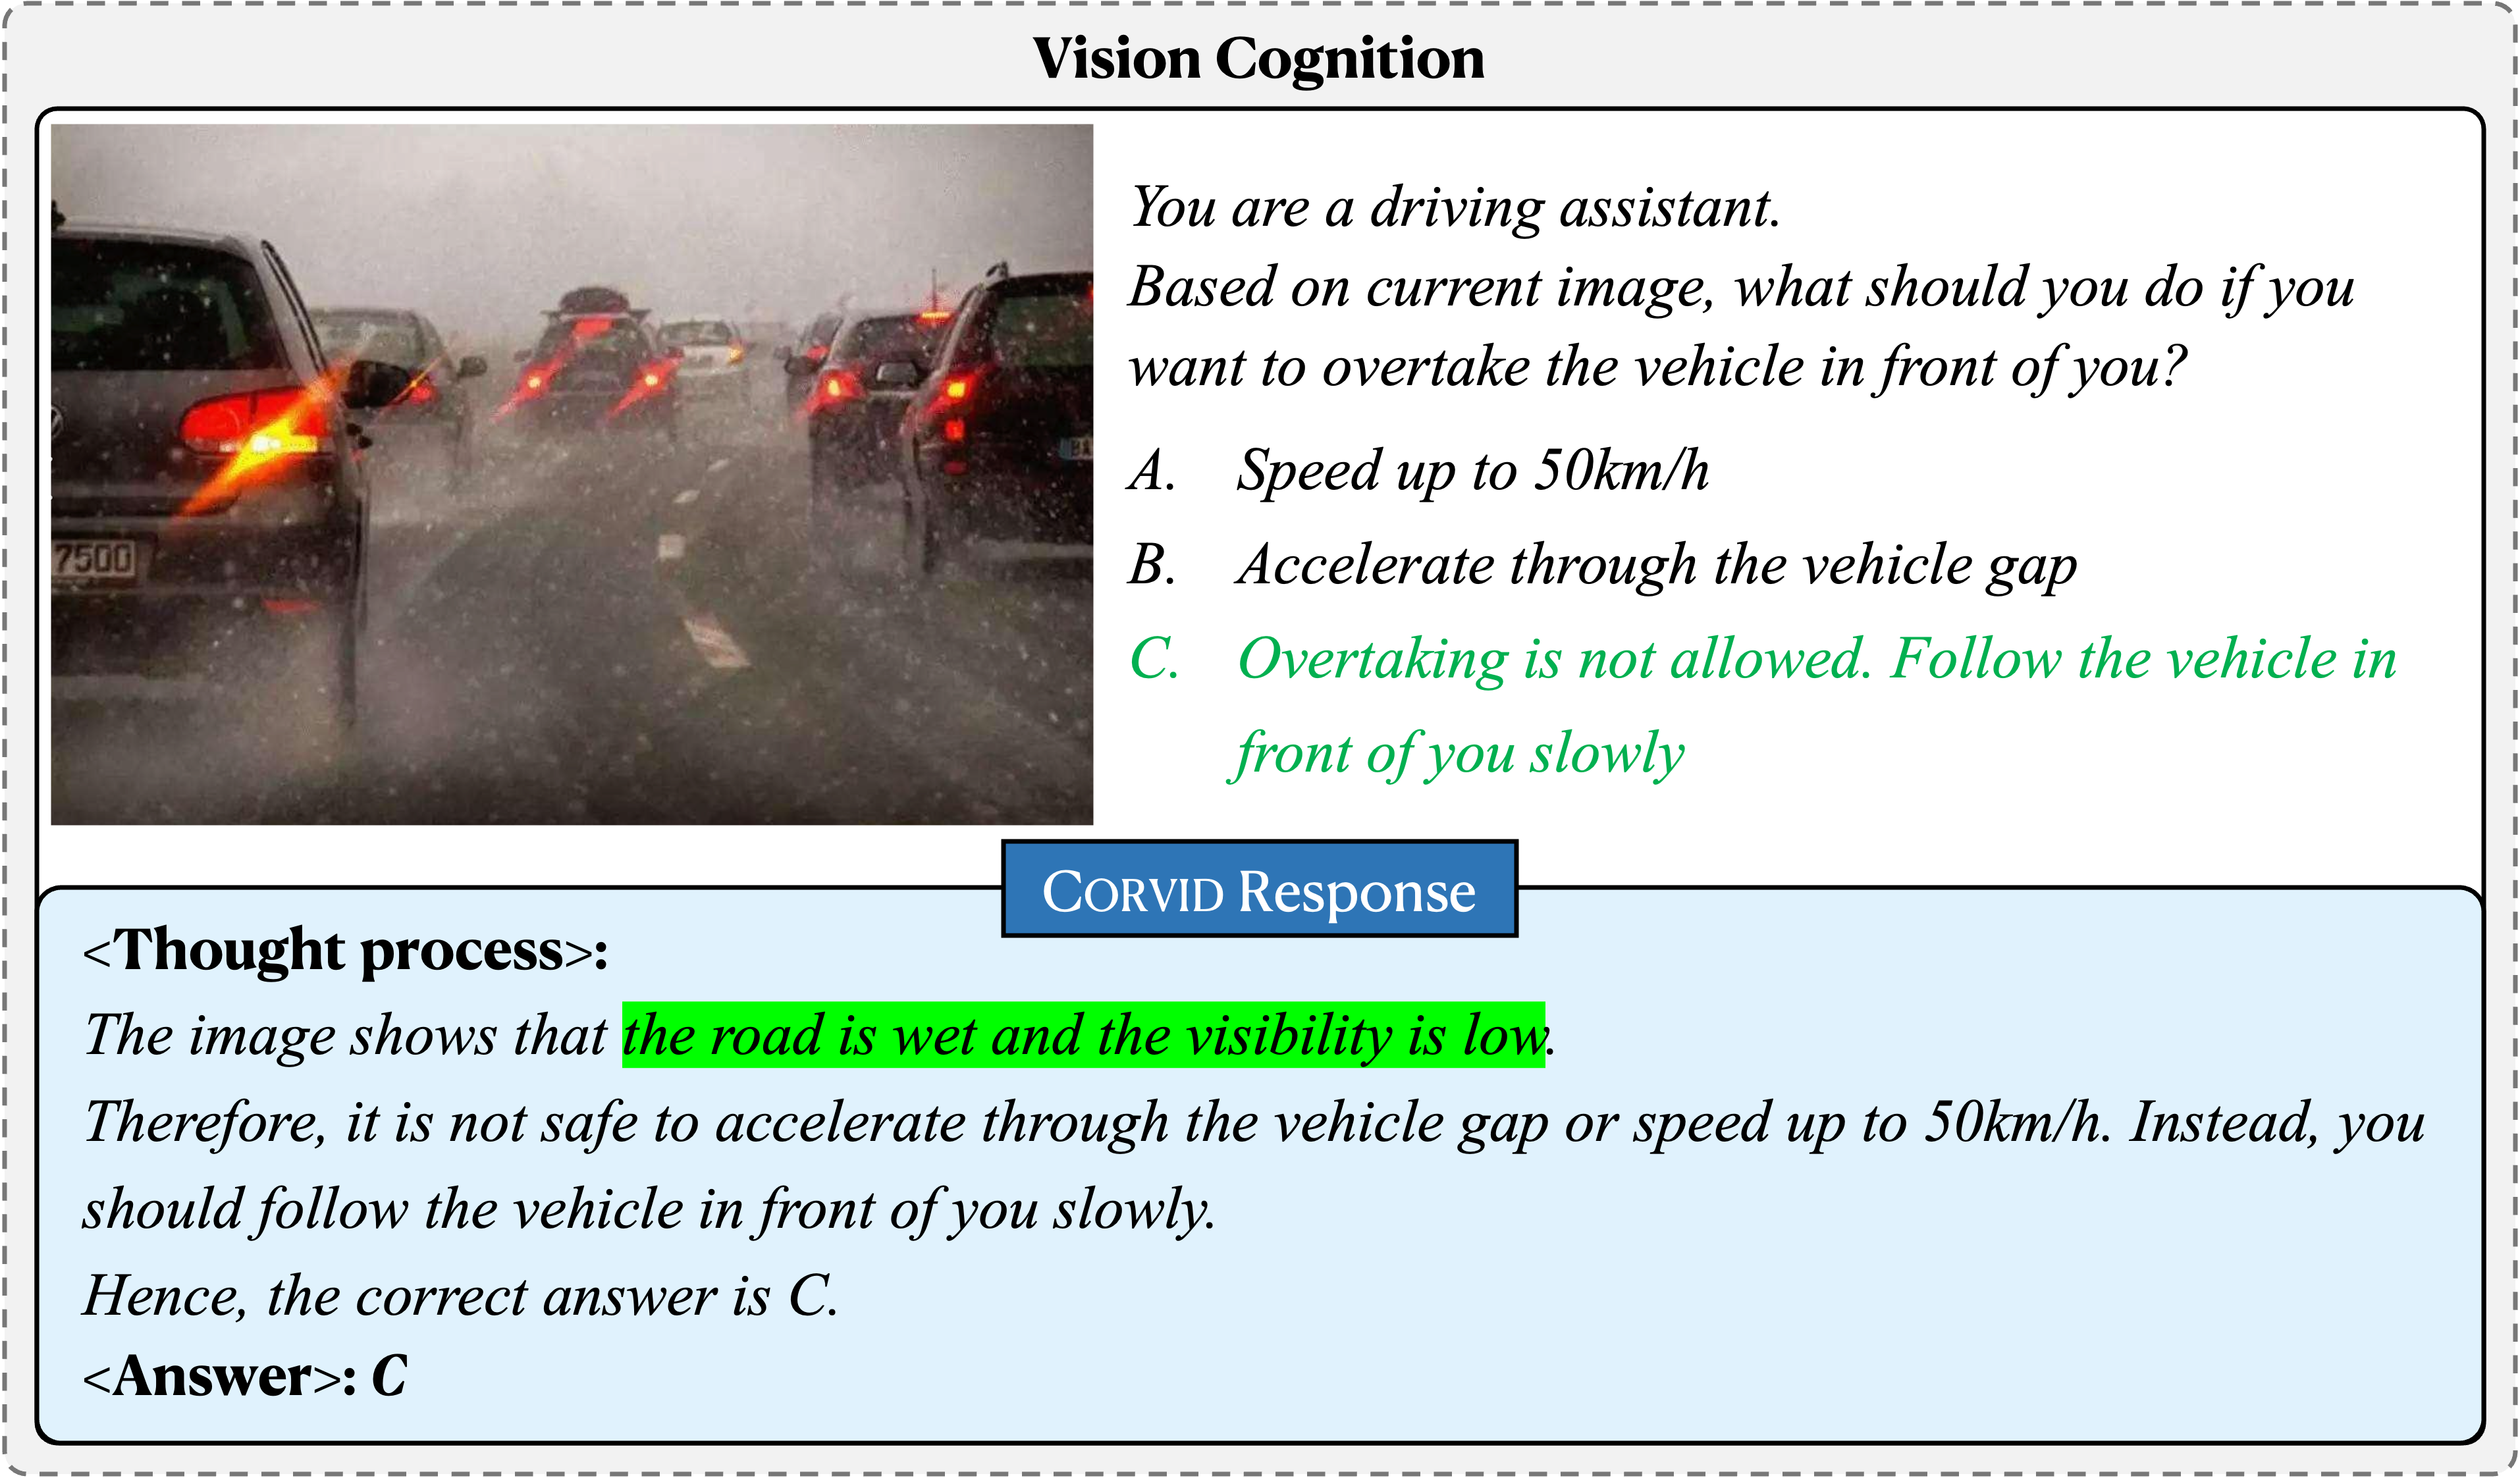 Vision Cognition
You are a driving assistant.
Based on current image, what should you do if you
want to overtake the vehicle in front of you?
A. Speed up to 50km/h
B. Accelerate through the vehicle gap
C. Overtaking is not allowed. Follow the vehicle in
front of you slowly
7500
CORVID Response
<Thought process>:
The image shows that the road is wet and the visibility is low.
Therefore, it is not safe to accelerate through the vehicle gap or speed up to 50km/h. Instead, you
should follow the vehicle in front of you slowly.
Hence, the correct answer is C.
<Answer>: C